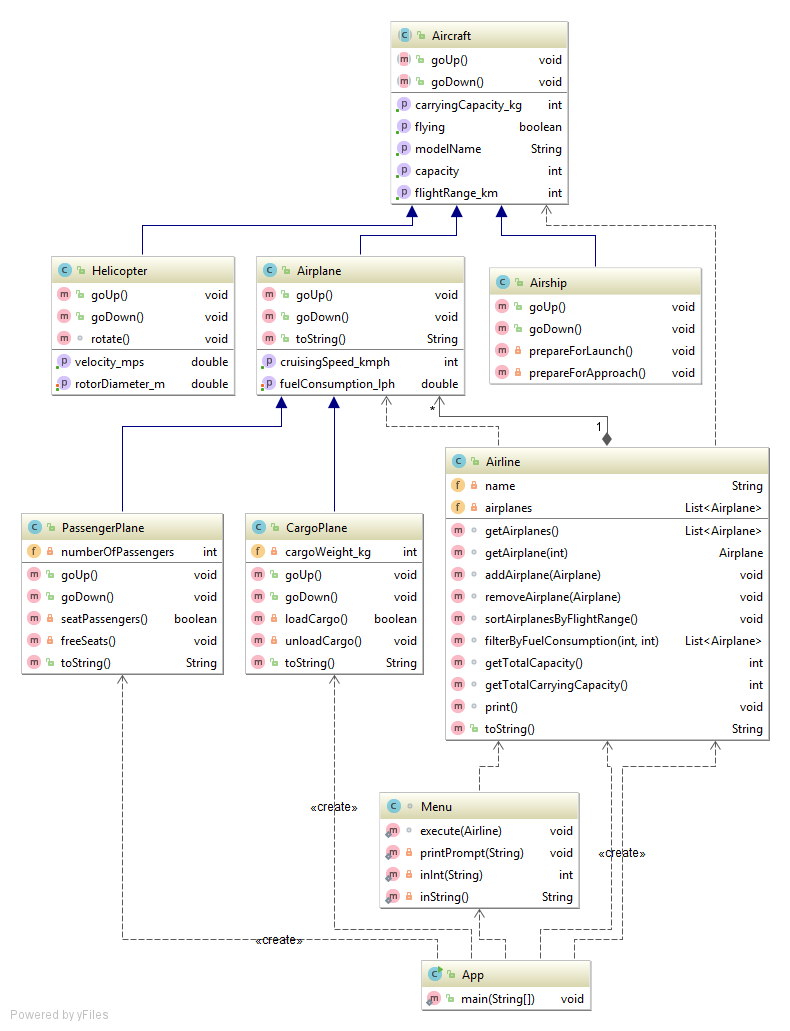 Aircraft
goUp() void
goDown() void
carryingCapacity_kg int
flying boolean
modelName String
capacity int
flightRange_km int
Helicopter
goUp() void
goDown() void
rotate() void
velocity_mps double
rotorDiameter_m double
Airplane
goUp() void
goDown() void
toString() String
cruisingSpeed_kmph int
fuelConsumption_lph double
Airship
goUp() void
goDown() void
prepareForLaunch() void
prepareForApproach() void
*
1
Airline
name String
airplanes List<Airplane>
getAirplanes() List<Airplane>
getAirplane(int) Airplane
addAirplane(Airplane) void
removeAirplane(Airplane) void
sortAirplanesByFlightRange() void
filterByFuelConsumption(int, int) List<Airplane>
getTotalCapacity() int
getTotalCarryingCapacity() int
print() void
toString() String
PassengerPlane
numberOfPassengers int
goUp() void
goDown() void
seatPassengers() boolean
freeSeats() void
toString() String
CargoPlane
cargoWeight_kg int
goUp() void
goDown() void
loadCargo() boolean
unloadCargo() void
toString() String
«create»
Menu
execute(Airline) void
printPrompt(String) void
inInt(String) int
inString() String
«create»
«create»
App
main(String[]) void
Powered by yFiles